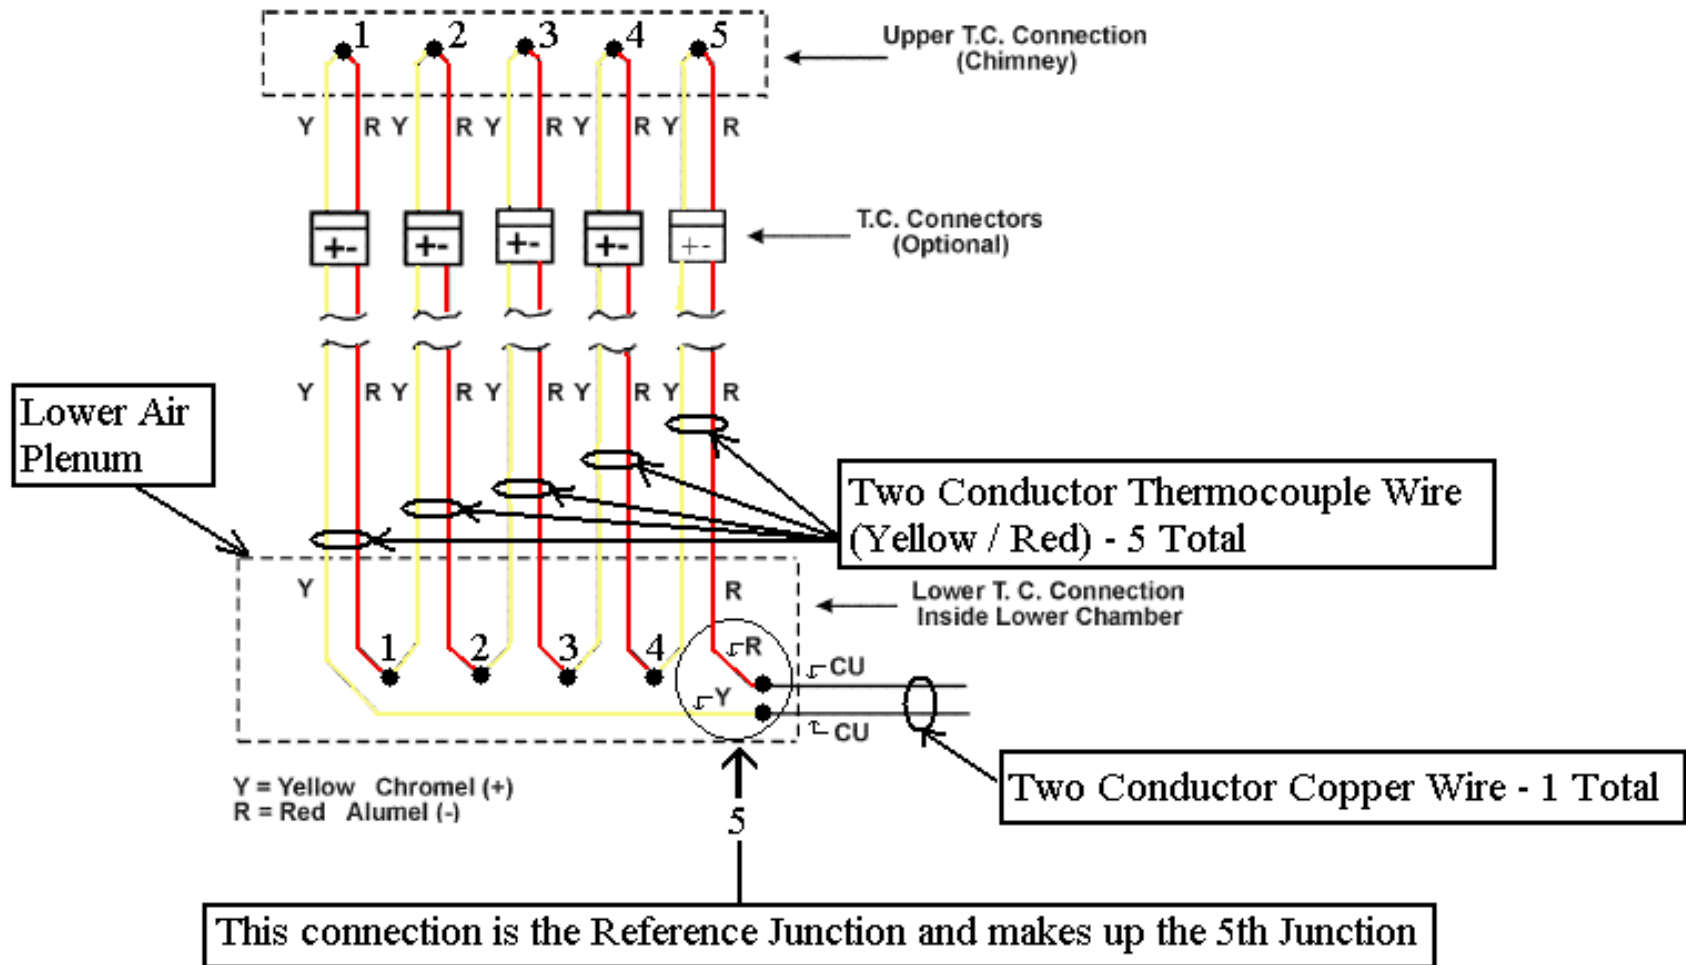 1 2 3 4 5
Upper T.C. Connection
(Chimney)
Y R Y R Y R Y R Y R
T.C. Connectors
(Optional)
+- +- +- +- +-
Y R Y R Y R Y R Y R
Lower Air
Plenum
Two Conductor Thermocouple Wire
(Yellow / Red) - 5 Total
Y R
Lower T. C. Connection
Inside Lower Chamber
1 2 3 4
R
CU
Y
CU
Two Conductor Copper Wire - 1 Total
Y = Yellow Chromel (+)
R = Red Alumel (-)
5
This connection is the Reference Junction and makes up the 5th Junction